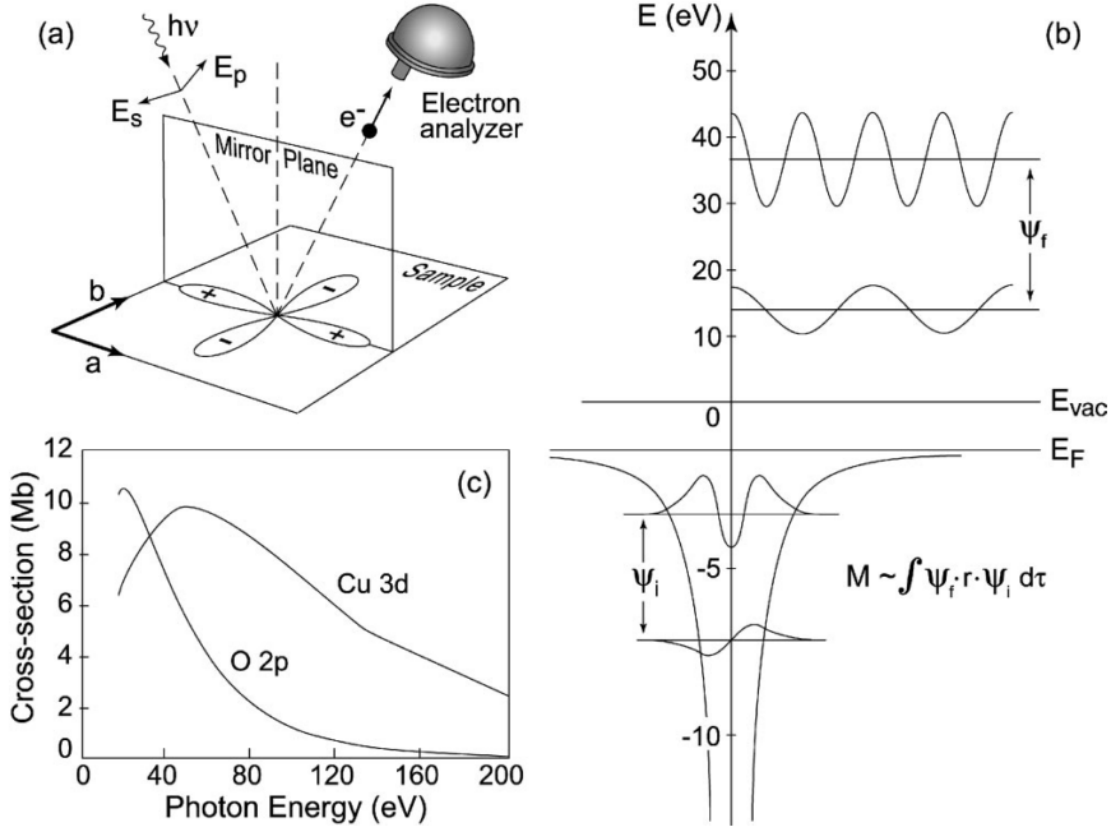 (a)
hν
E_p
E_s
e-
Electron
analyzer
Mirror Plane
Sample
b
a
+
-
-
+
E (eV)
(b)
50
40
30
20
10
0
-5
-10
Ψ_f
E_vac
E_F
Ψ_i
M ~ ∫ Ψ_f · r · Ψ_i dτ
(c)
Cross-section (Mb)
12
10
8
6
4
2
0
Cu 3d
O 2p
0 40 80 120 160 200
Photon Energy (eV)